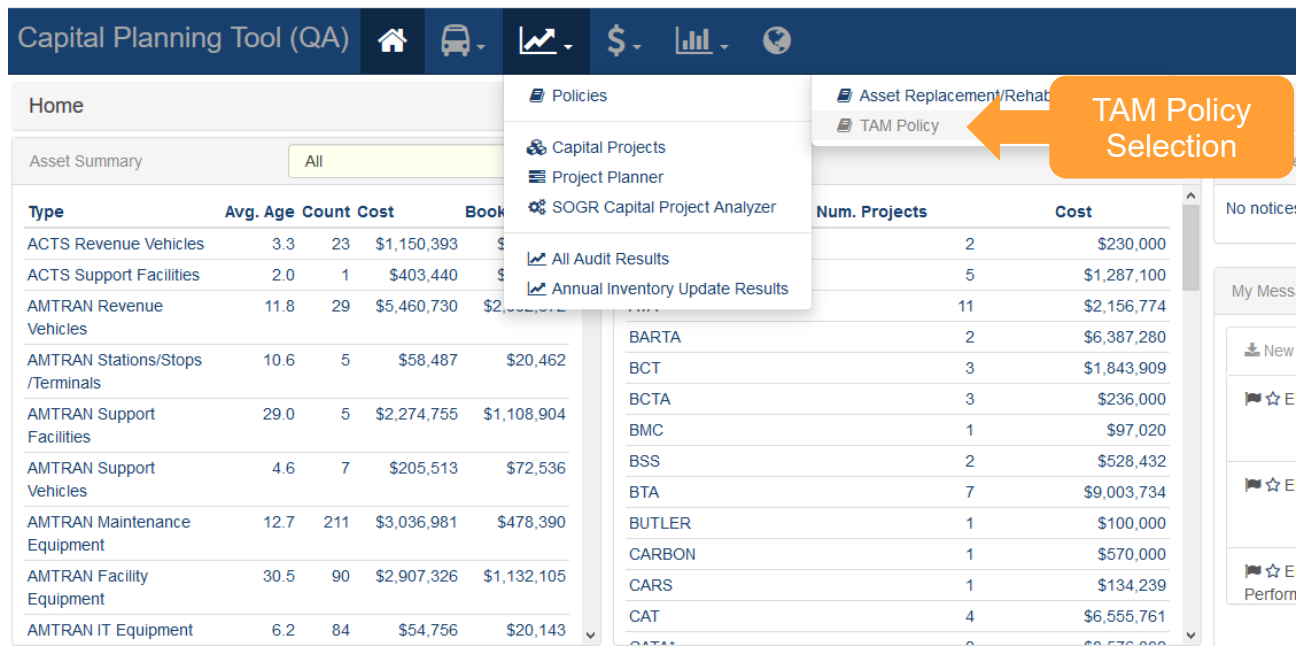 Capital Planning Tool (QA)
Home
Policies
Asset Replacement/Rehab
TAM Policy
TAM Policy
Selection
Capital Projects
Project Planner
SOGR Capital Project Analyzer
All Audit Results
Annual Inventory Update Results
Asset Summary
All
Type Avg. Age Count Cost Book
ACTS Revenue Vehicles 3.3 23 $1,150,393 $
ACTS Support Facilities 2.0 1 $403,440 $
AMTRAN Revenue 11.8 29 $5,460,730
Vehicles
AMTRAN Stations/Stops 10.6 5 $58,487 $20,462
/Terminals
AMTRAN Support 29.0 5 $2,274,755 $1,108,904
Facilities
AMTRAN Support 4.6 7 $205,513 $72,536
Vehicles
AMTRAN Maintenance 12.7 211 $3,036,981 $478,390
Equipment
AMTRAN Facility 30.5 90 $2,907,326 $1,132,105
Equipment
AMTRAN IT Equipment 6.2 84 $54,756 $20,143
Num. Projects Cost
2 $230,000
5 $1,287,100
11 $2,156,774
BARTA 2 $6,387,280
BCT 3 $1,843,909
BCTA 3 $236,000
BMC 1 $97,020
BSS 2 $528,432
BTA 7 $9,003,734
BUTLER 1 $100,000
CARBON 1 $570,000
CARS 1 $134,239
CAT 4 $6,555,761
No notices
My Mess
New
E
E
E
Perform